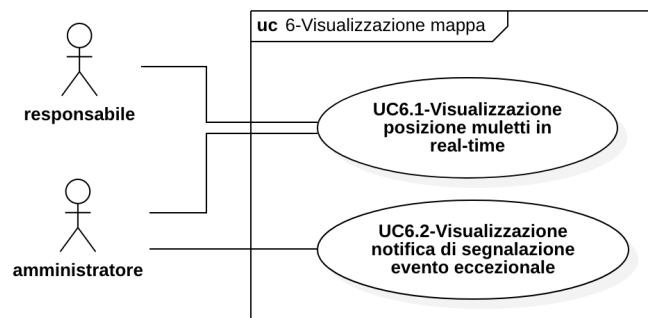 uc 6-Visualizzazione mappa
responsabile
UC6.1-Visualizzazione
posizione muletti in
real-time
amministratore
UC6.2-Visualizzazione
notifica di segnalazione
evento eccezionale